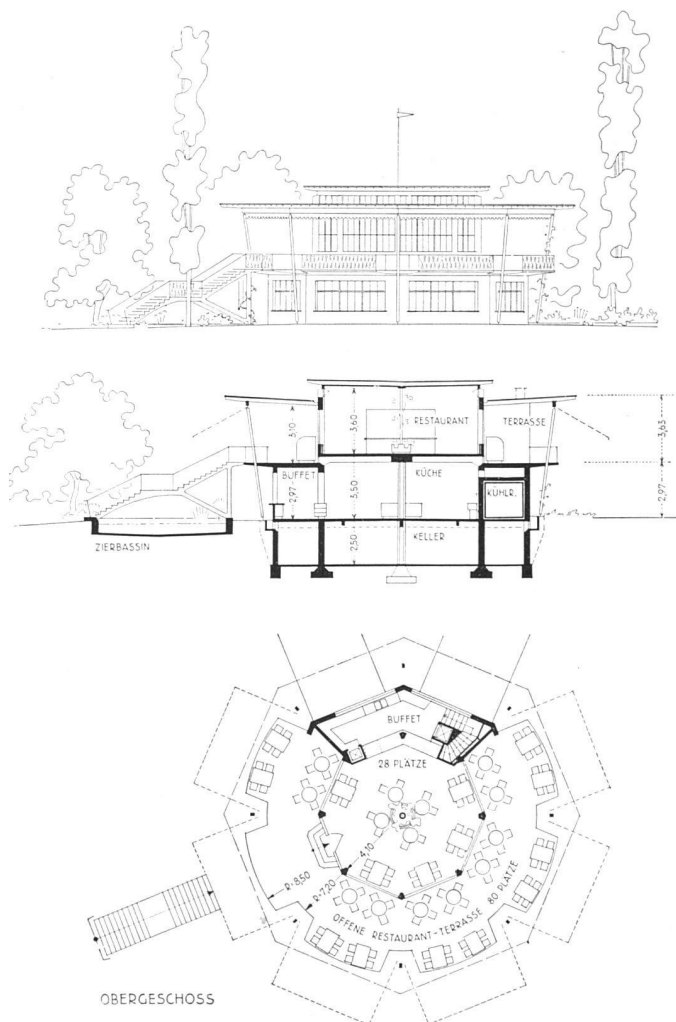 RESTAURANT
TERRASSE
3,10
3,60
3,63
BUFFET
KÜCHE
KÜHLR.
2,97
3,50
2,97
ZIERBASSIN
KELLER
2,50
BUFFET
28 PLÄTZE
4,10
R=8,50
R=7,20
OFFENE RESTAURANT-TERRASSE 80 PLÄTZE
OBERGESCHOSS